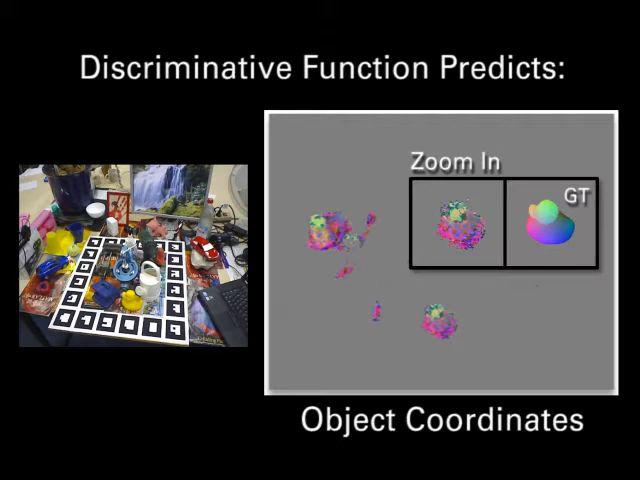 Discriminative Function Predicts:
Zoom In
GT
Object Coordinates